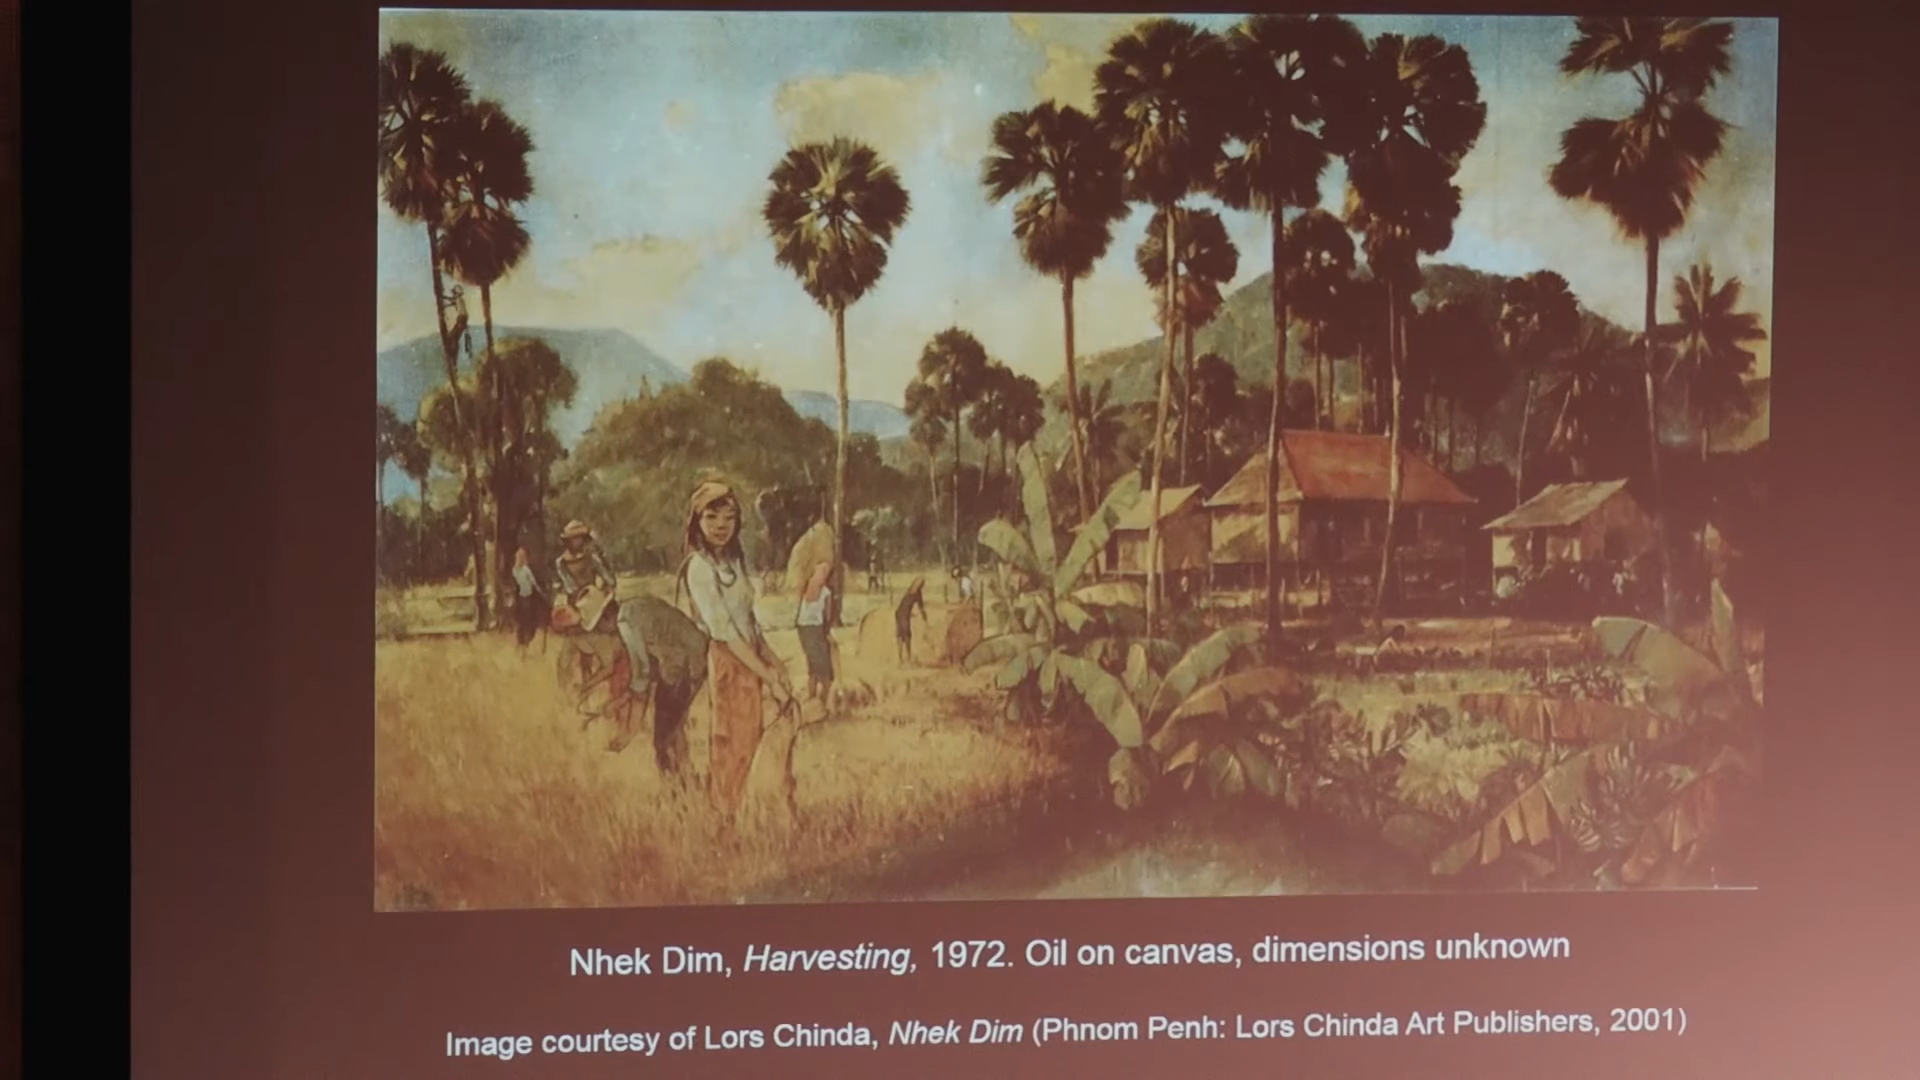 Nhek Dim, Harvesting, 1972. Oil on canvas, dimensions unknown
Image courtesy of Lors Chinda, Nhek Dim (Phnom Penh: Lors Chinda Art Publishers, 2001)